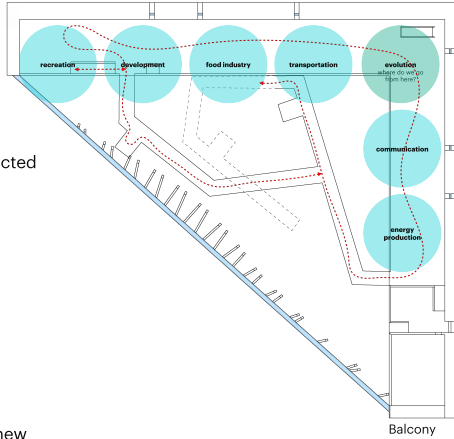 recreation
development
food industry
transportation
evolution
where do we go
from here?
cted
communication
energy
production
Balcony
new